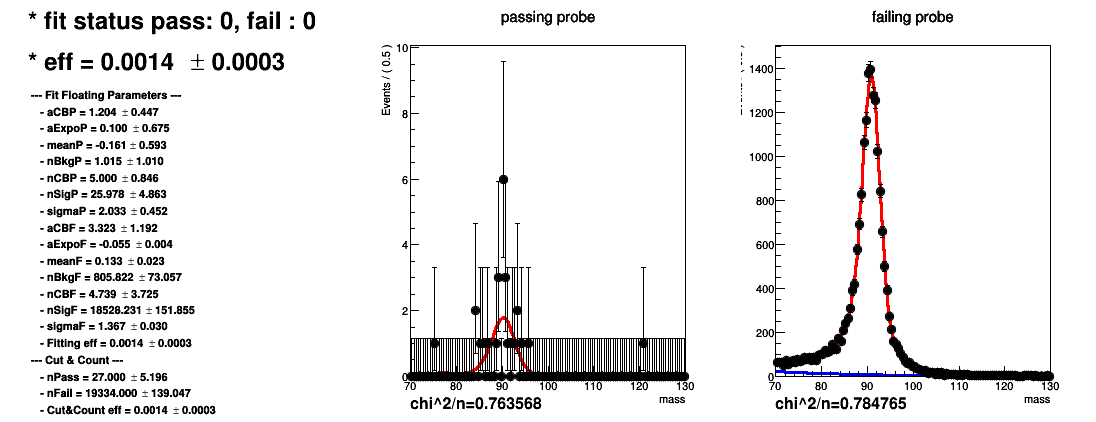 * fit status pass: 0, fail : 0
* eff = 0.0014 ± 0.0003
--- Fit Floating Parameters ---
- aCBP = 1.204 ± 0.447
- aExpoP = 0.100 ± 0.675
- meanP = -0.161 ± 0.593
- nBkgP = 1.015 ± 1.010
- nCBP = 5.000 ± 0.846
- nSigP = 25.978 ± 4.863
- sigmaP = 2.033 ± 0.452
- aCBF = 3.323 ± 1.192
- aExpoF = -0.055 ± 0.004
- meanF = 0.133 ± 0.023
- nBkgF = 805.822 ± 73.057
- nCBF = 4.739 ± 3.725
- nSigF = 18528.231 ± 151.855
- sigmaF = 1.367 ± 0.030
- Fitting eff = 0.0014 ± 0.0003
--- Cut & Count ---
- nPass = 27.000 ± 5.196
- nFail = 19334.000 ± 139.047
- Cut&Count eff = 0.0014 ± 0.0003
passing probe
Events / ( 0.5 )
10
8
6
4
2
0
70 80 90 100 110 120 130
mass
chi^2/n=0.763568
failing probe
1400
1200
1000
800
600
400
200
0
70 80 90 100 110 120 130
mass
chi^2/n=0.784765